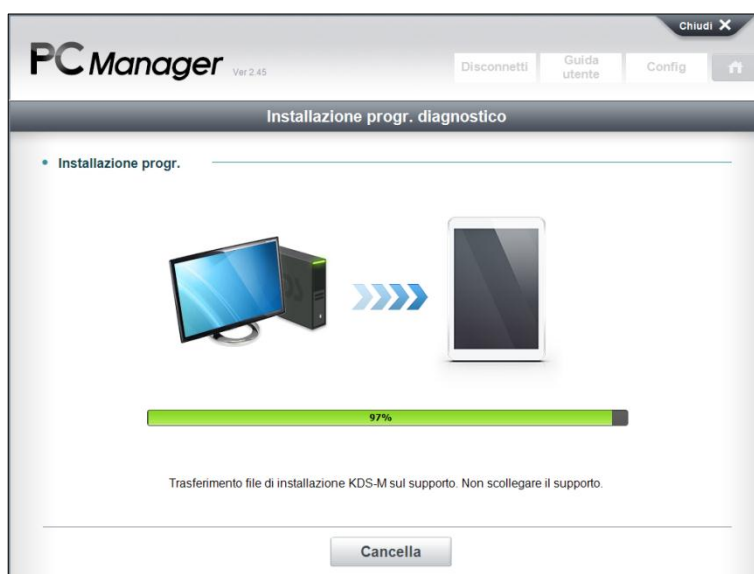 Chiudi X
PC Manager Ver 2.45
Disconnetti
Guida
utente
Config
Installazione progr. diagnostico
Installazione progr.
97%
Trasferimento file di installazione KDS-M sul supporto. Non scollegare il supporto.
Cancella